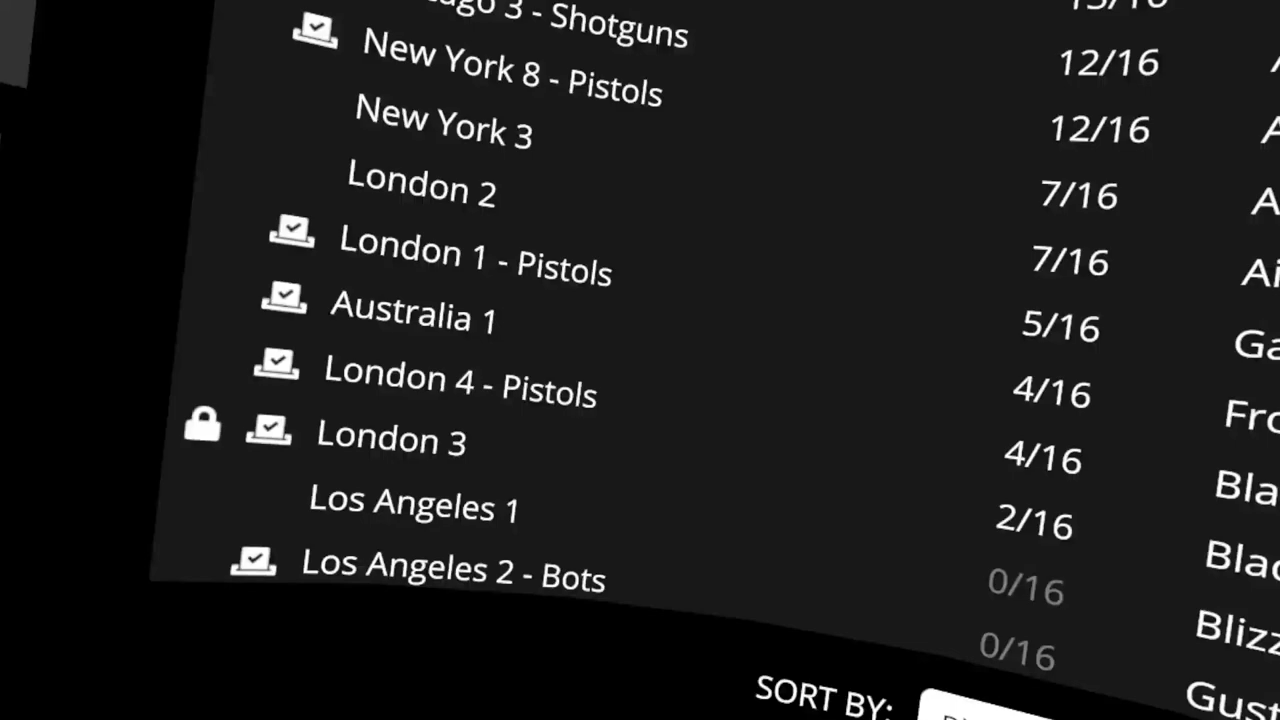 3 - Shotguns 12/16
New York 8 - Pistols 12/16
New York 3 7/16
London 2 7/16
London 1 - Pistols 5/16
Australia 1 4/16
London 4 - Pistols 4/16
London 3 2/16
Los Angeles 1 0/16
Los Angeles 2 - Bots 0/16
SORT BY: